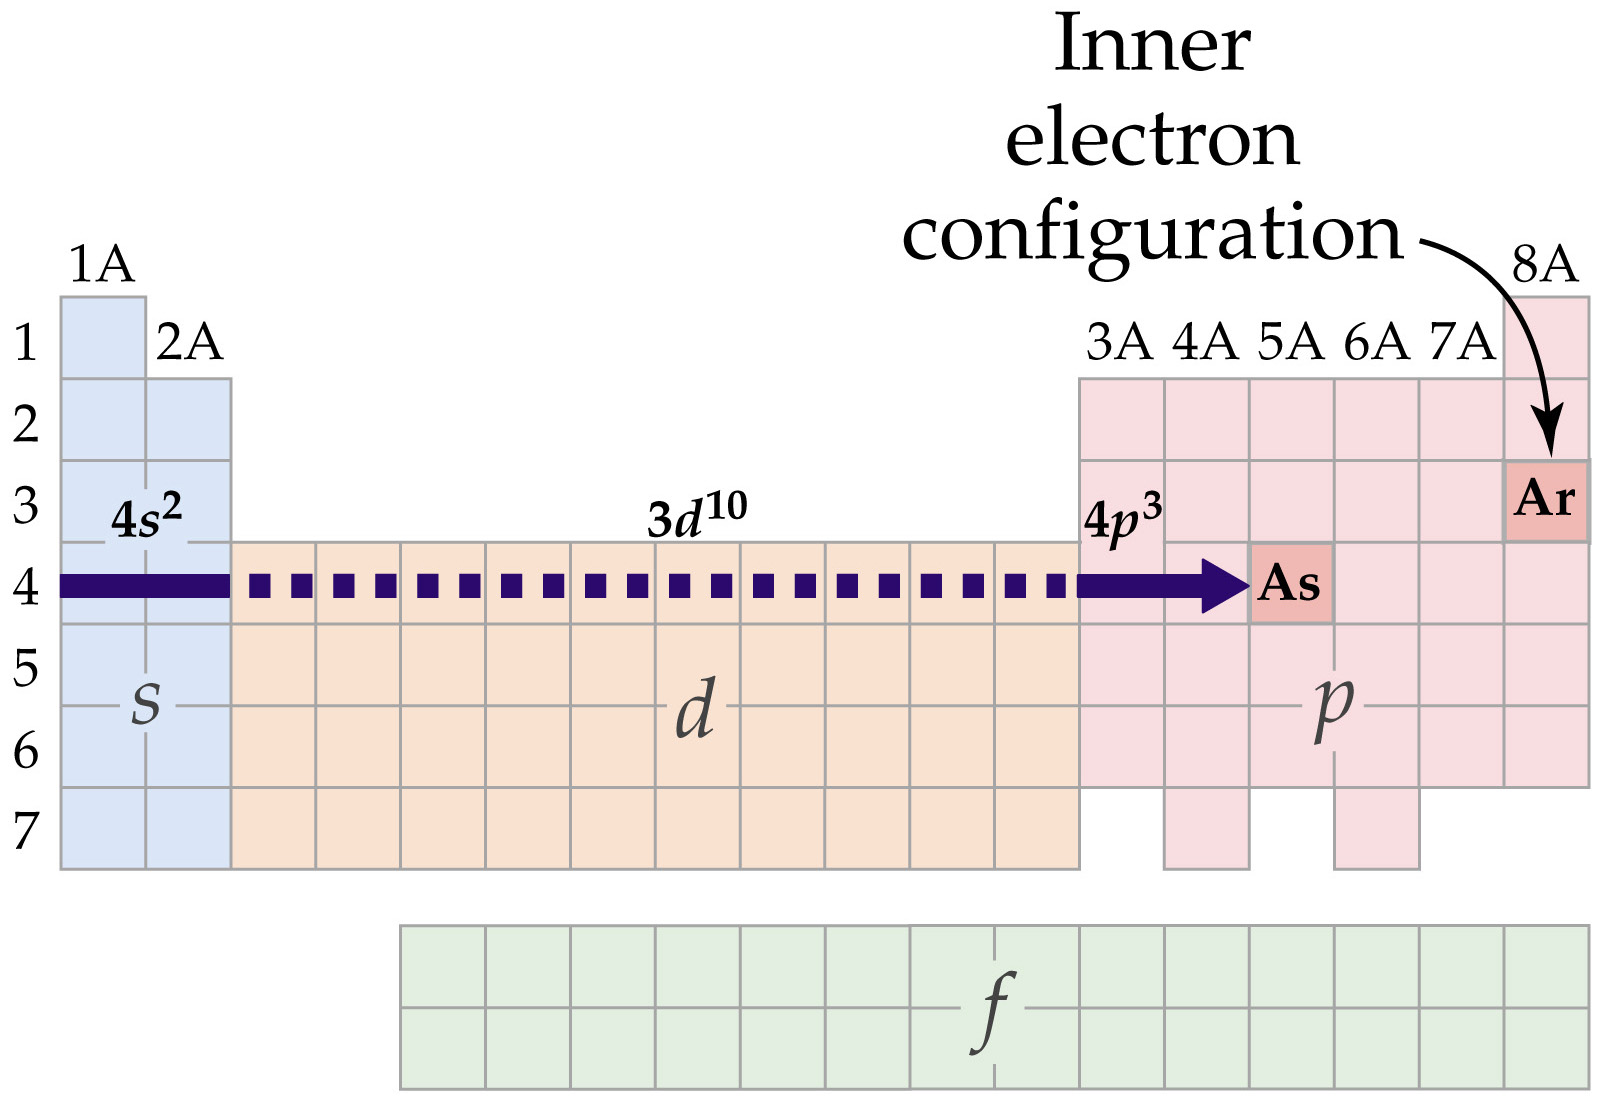 Inner
electron
configuration
1A
8A
1
2A
3A 4A 5A 6A 7A
2
3
4s²
3d¹⁰
4p³
Ar
4
As
5
s
d
p
6
7
f